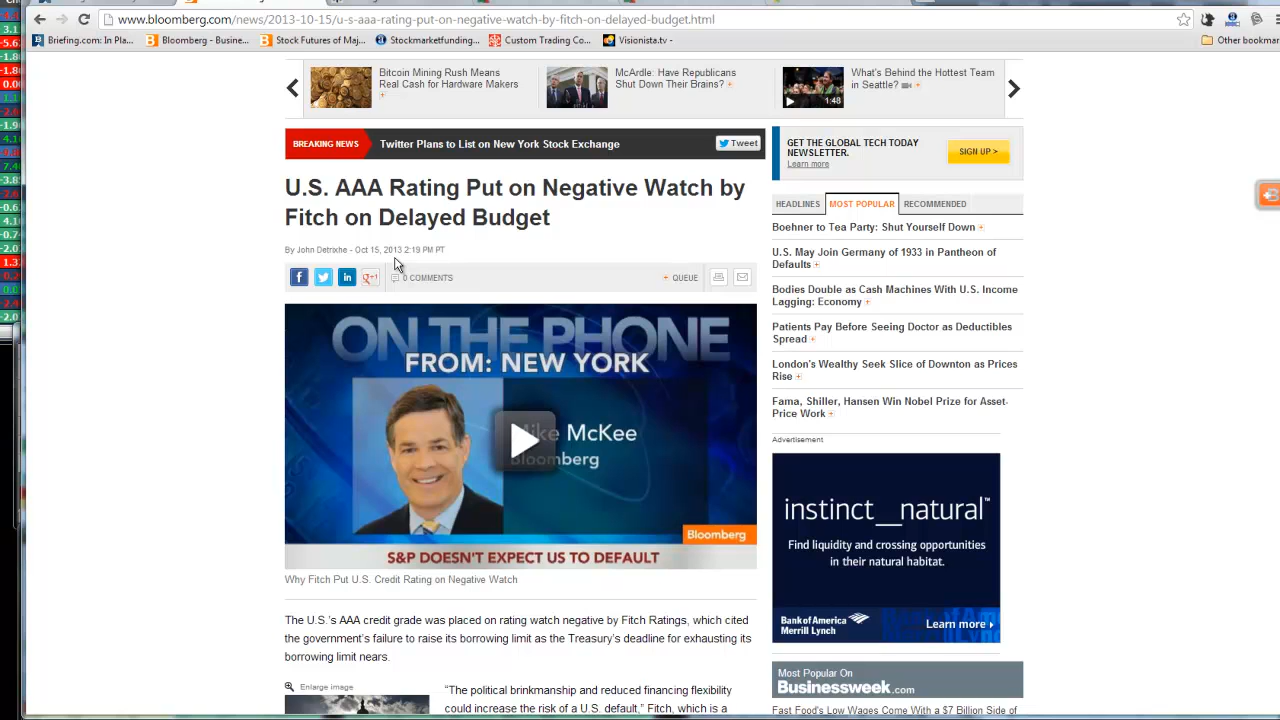 www.bloomberg.com/news/2013-10-15/u-s-aaa-rating-put-on-negative-watch-by-fitch-on-delayed-budget.html
Briefing.com: In Pla...
Bloomberg - Busine...
Stock Futures of Maj...
Stockmarketfunding...
Custom Trading Co...
Visionista.tv -
Other bookmar
Bitcoin Mining Rush Means
Real Cash for Hardware Makers
McArdle: Have Republicans
Shut Down Their Brains?
What's Behind the Hottest Team
in Seattle?
1:48
BREAKING NEWS
Twitter Plans to List on New York Stock Exchange
Tweet
U.S. AAA Rating Put on Negative Watch by
Fitch on Delayed Budget
By John Detrixhe - Oct 15, 2013 2:19 PM PT
0 COMMENTS
QUEUE
ON THE PHONE
FROM: NEW YORK
Mike McKee
Bloomberg
Bloomberg
S&P DOESN'T EXPECT US TO DEFAULT
Why Fitch Put U.S. Credit Rating on Negative Watch
The U.S.'s AAA credit grade was placed on rating watch negative by Fitch Ratings, which cited
the government's failure to raise its borrowing limit as the Treasury's deadline for exhausting its
borrowing limit nears.
Enlarge image
"The political brinkmanship and reduced financing flexibility
could increase the risk of a U.S. default," Fitch, which is a
GET THE GLOBAL TECH TODAY
NEWSLETTER.
Learn more
SIGN UP >
HEADLINES
MOST POPULAR
RECOMMENDED
Boehner to Tea Party: Shut Yourself Down
U.S. May Join Germany of 1933 in Pantheon of
Defaults
Bodies Double as Cash Machines With U.S. Income
Lagging: Economy
Patients Pay Before Seeing Doctor as Deductibles
Spread
London's Wealthy Seek Slice of Downton as Prices
Rise
Fama, Shiller, Hansen Win Nobel Prize for Asset-
Price Work
Advertisement
instinct_natural™
Find liquidity and crossing opportunities
in their natural habitat.
Bank of America
Merrill Lynch
Learn more
Most Popular On
Businessweek.com
Fast Food's Low Wages Come With a $7 Billion Side of